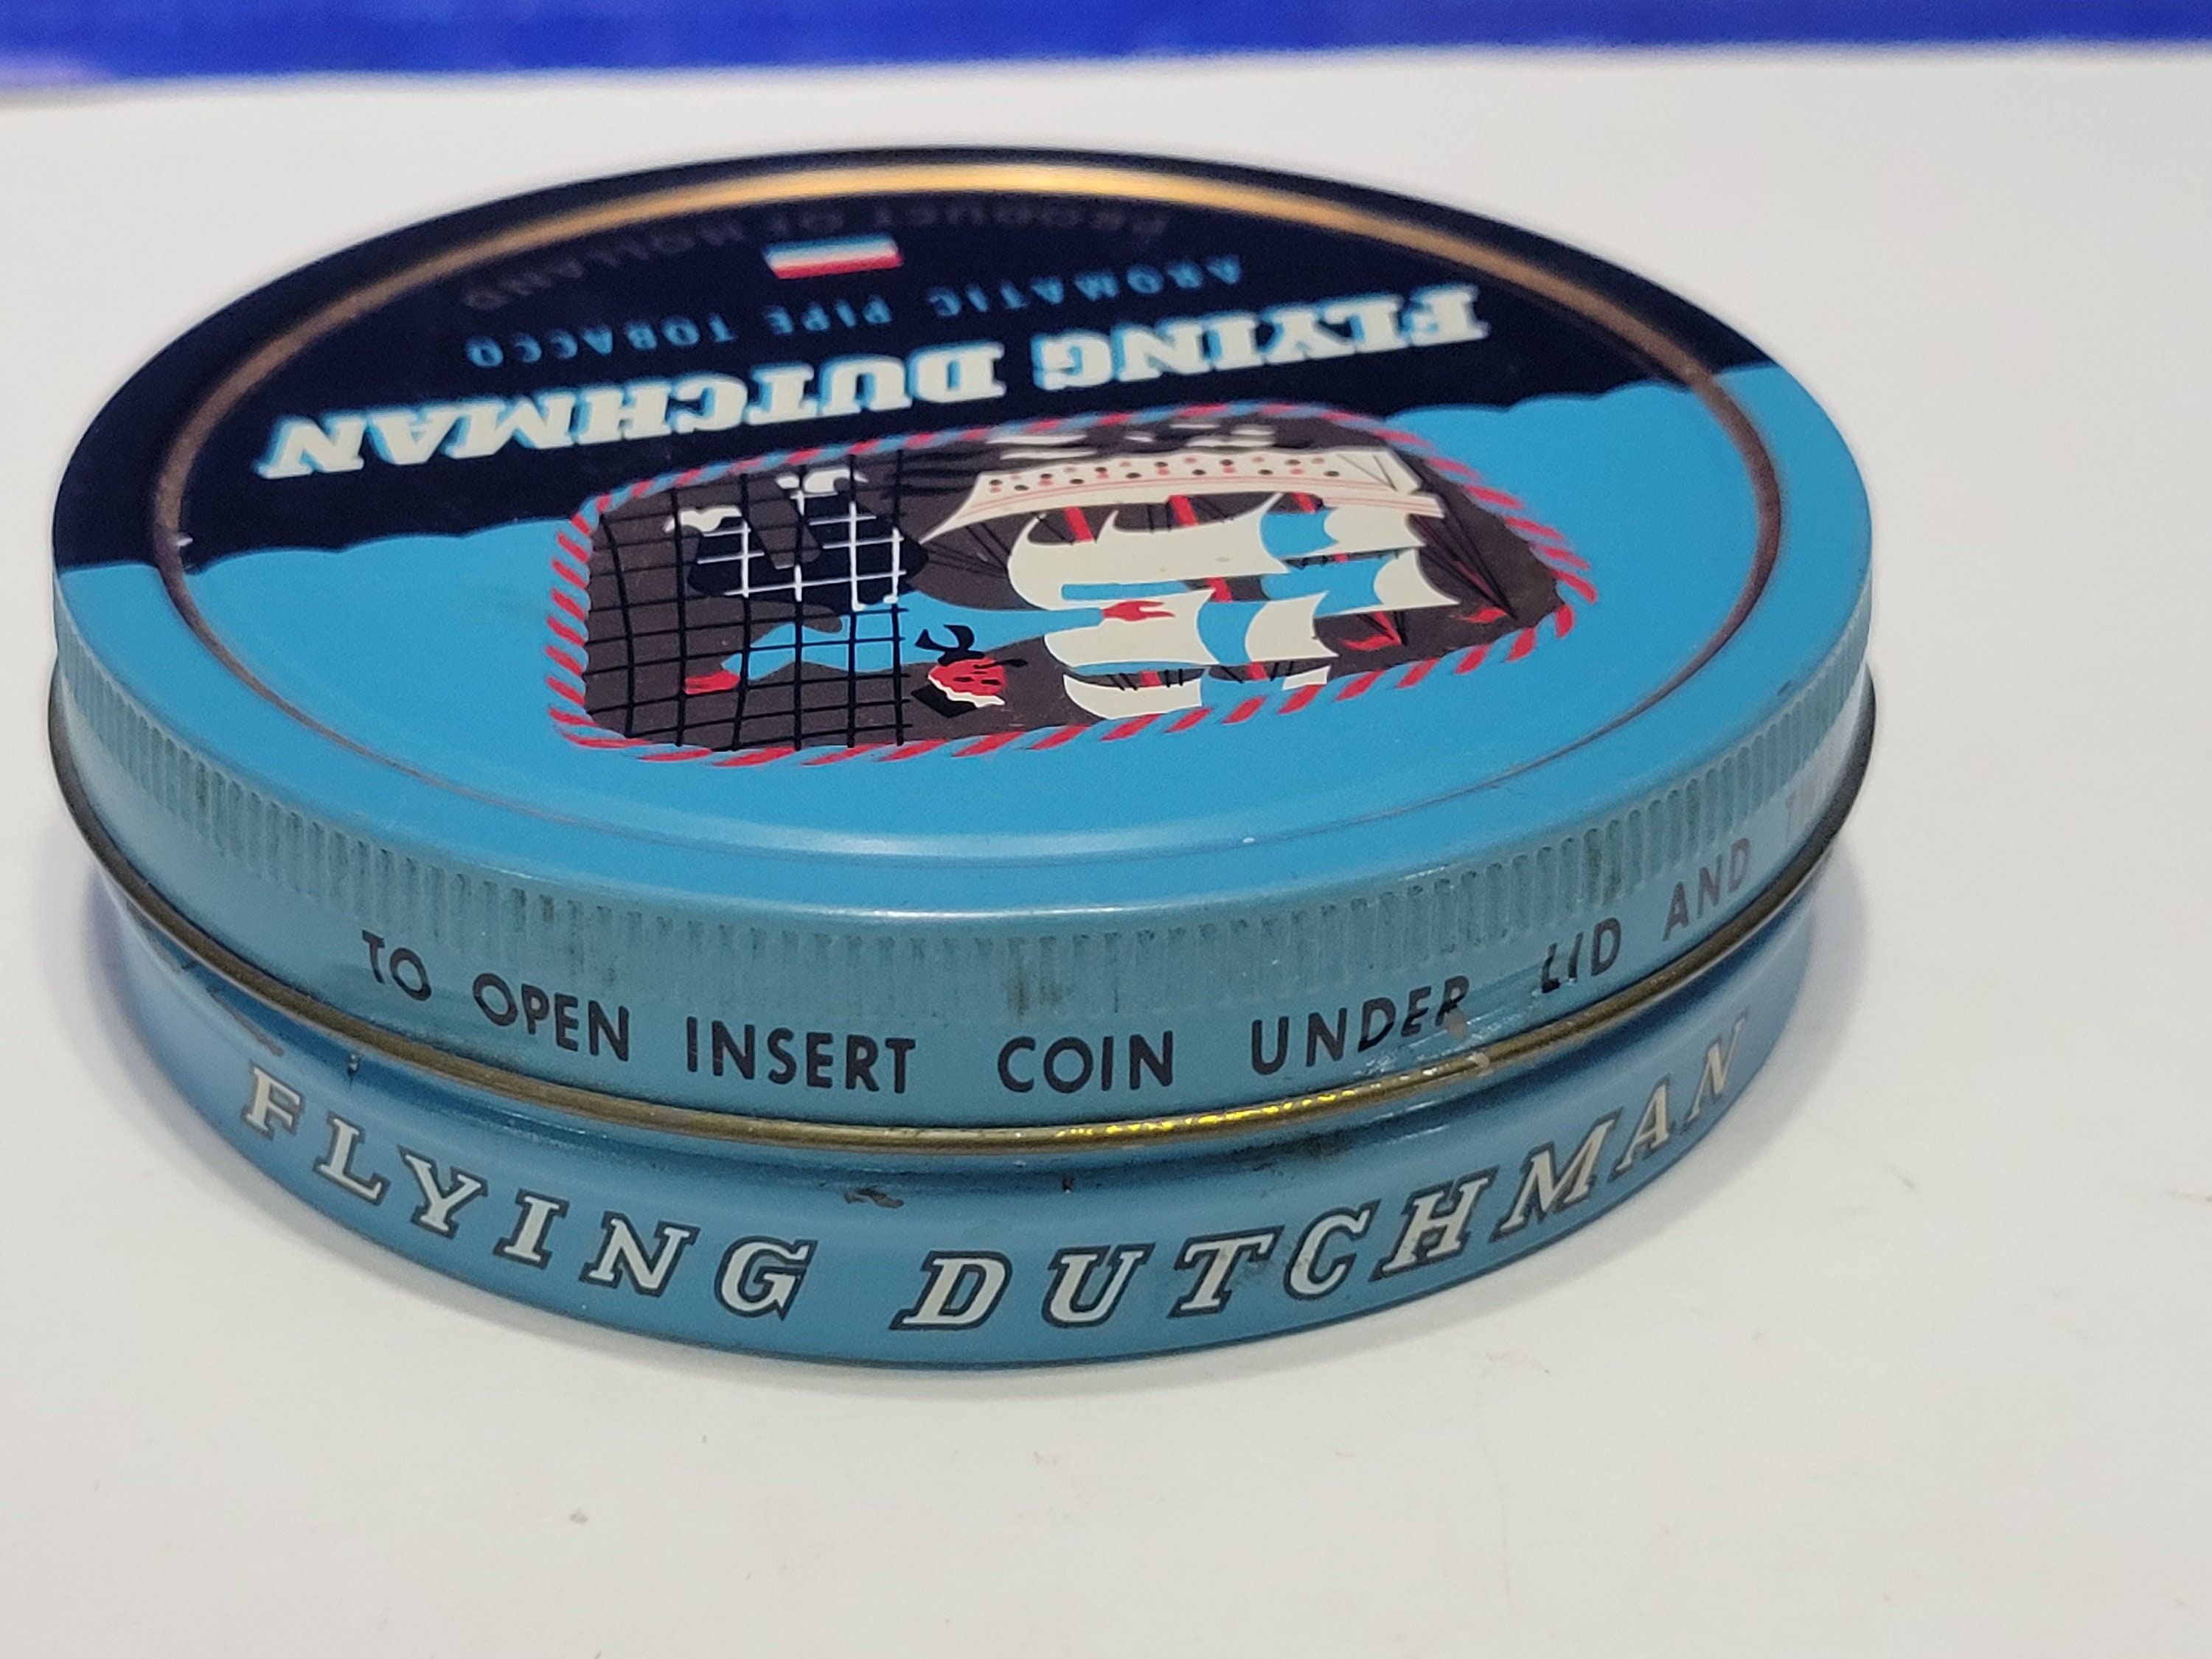 FLYING DUTCHMAN
AROMATIC PIPE TOBACCO
PRODUCT OF HOLLAND
TO OPEN INSERT COIN UNDER LID AND
FLYING DUTCHMAN